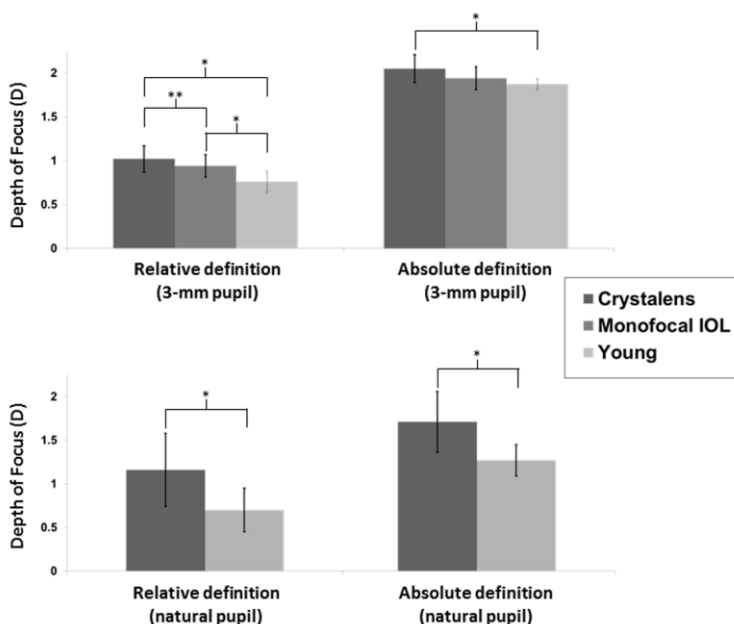 Depth of Focus (D)
2
1.5
1
0.5
0
*
**
*
*
Relative definition
(3-mm pupil)
Absolute definition
(3-mm pupil)
Crystalens
Monofocal IOL
Young
Depth of Focus (D)
2
1.5
1
0.5
0
*
*
Relative definition
(natural pupil)
Absolute definition
(natural pupil)